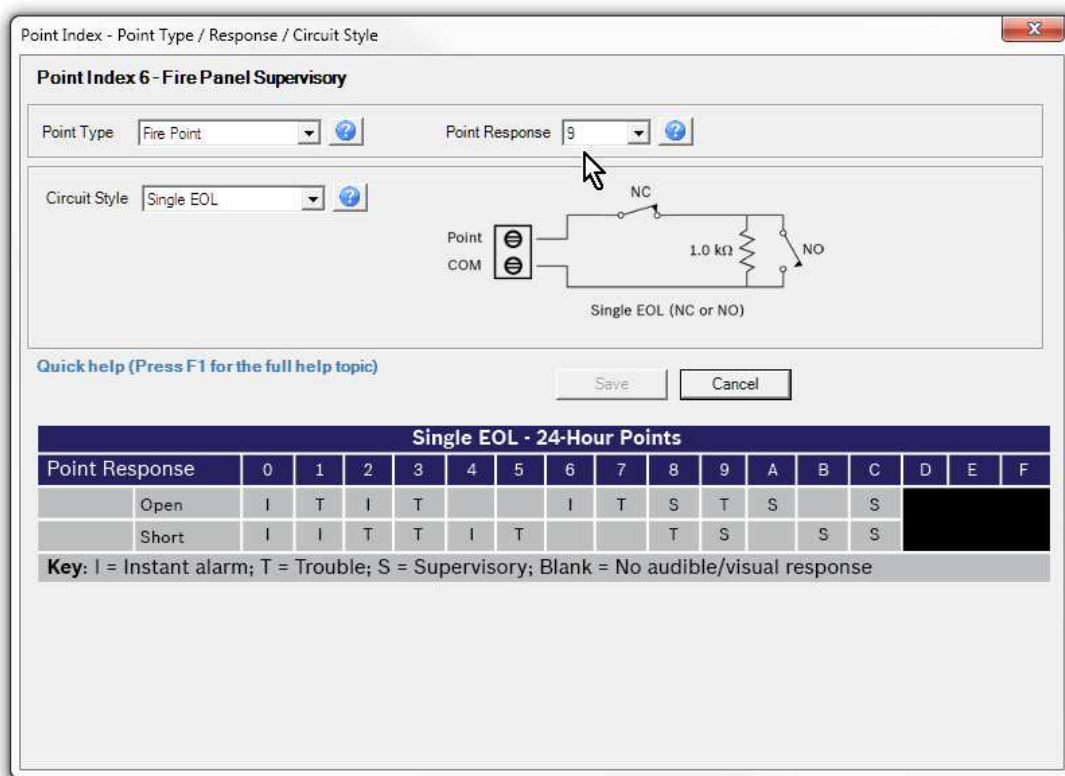 Point Index - Point Type / Response / Circuit Style
Point Index 6 - Fire Panel Supervisory
Point Type Fire Point Point Response 9
Circuit Style Single EOL
NC
Point
1.0 kΩ NO
COM
Single EOL (NC or NO)
Quick help (Press F1 for the full help topic)
Save Cancel
Single EOL - 24-Hour Points
Point Response 0 1 2 3 4 5 6 7 8 9 A B C D E F
Open I T I T I T S T S S
Short I I T T I T T S S S
Key: I = Instant alarm; T = Trouble; S = Supervisory; Blank = No audible/visual response